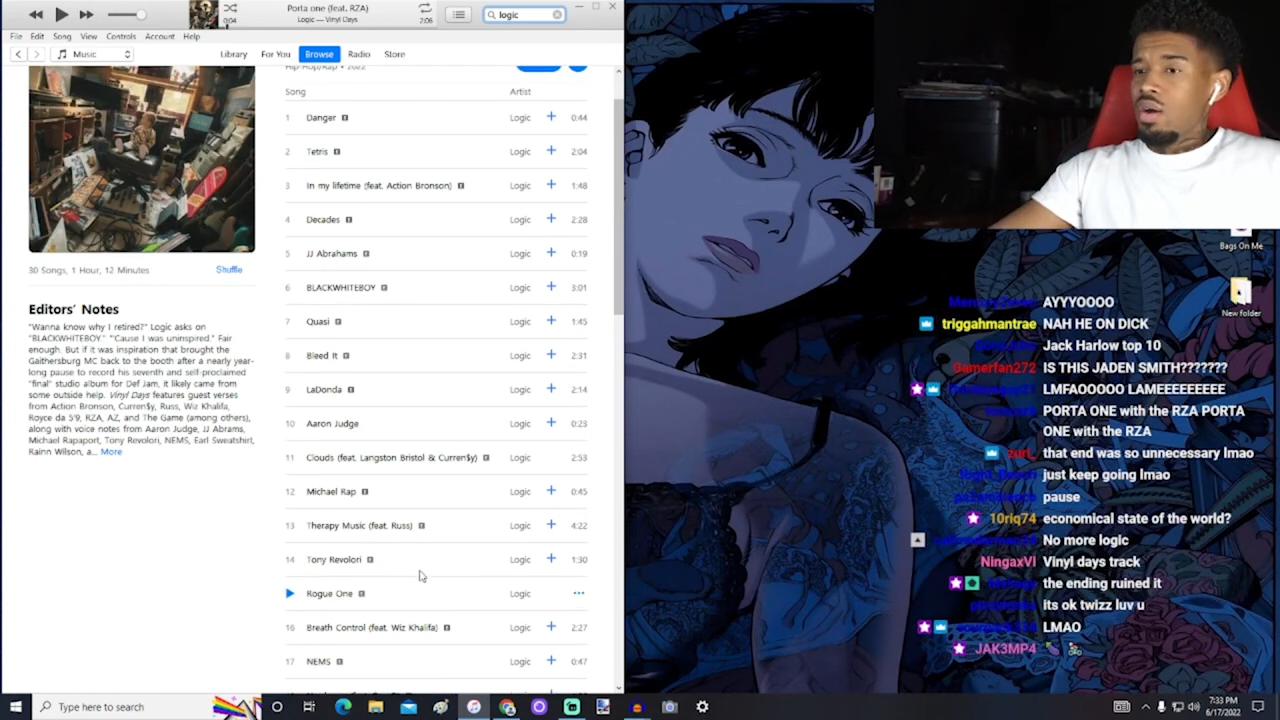 Porta one (feat. RZA)
Logic — Vinyl Days
0:04
2:06
logic
File Edit Song View Controls Account Help
Music
Library For You Browse Radio Store
Hip-Hop/Rap • 2022
Song Artist
1 Danger E Logic 0:44
2 Tetris E Logic 2:04
3 In my lifetime (feat. Action Bronson) E Logic 1:48
4 Decades E Logic 2:28
5 JJ Abrahams E Logic 0:19
6 BLACKWHITEBOY E Logic 3:01
7 Quasi E Logic 1:45
8 Bleed It E Logic 2:31
9 LaDonda E Logic 2:14
10 Aaron Judge Logic 0:23
11 Clouds (feat. Langston Bristol & Curren$y) E Logic 2:53
12 Michael Rap E Logic 0:45
13 Therapy Music (feat. Russ) E Logic 4:22
14 Tony Revolori E Logic 1:30
Rogue One E Logic
16 Breath Control (feat. Wiz Khalifa) E Logic 2:27
17 NEMS E Logic 0:47
30 Songs, 1 Hour, 12 Minutes Shuffle
Editors' Notes
"Wanna know why I retired?" Logic asks on
"BLACKWHITEBOY." "'Cause I was uninspired." Fair
enough. But if it was inspiration that brought the
Gaithersburg MC back to the booth after a nearly year-
long pause to record his seventh and self-proclaimed
"final" studio album for Def Jam, it likely came from
some outside help. Vinyl Days features guest verses
from Action Bronson, Curren$y, Russ, Wiz Khalifa,
Royce da 5'9, RZA, AZ, and The Game (among others),
along with voice notes from Aaron Judge, JJ Abrams,
Michael Rapaport, Tony Revolori, NEMS, Earl Sweatshirt,
Rainn Wilson, a... More
Bags On Me
New folder
AYYYOOOO
triggahmantrae NAH HE ON DICK
Jack Harlow top 10
Gamerfan272 IS THIS JADEN SMITH???????
LMFAOOOOO LAMEEEEEEEE
PORTA ONE with the RZA PORTA
ONE with the RZA
zurl_ that end was so unnecessary lmao
just keep going lmao
pause
10riq74 economical state of the world?
No more logic
NingaxVI Vinyl days track
the ending ruined it
its ok twizz luv u
LMAO
JAK3MP4
Type here to search
7:33 PM
6/17/2022